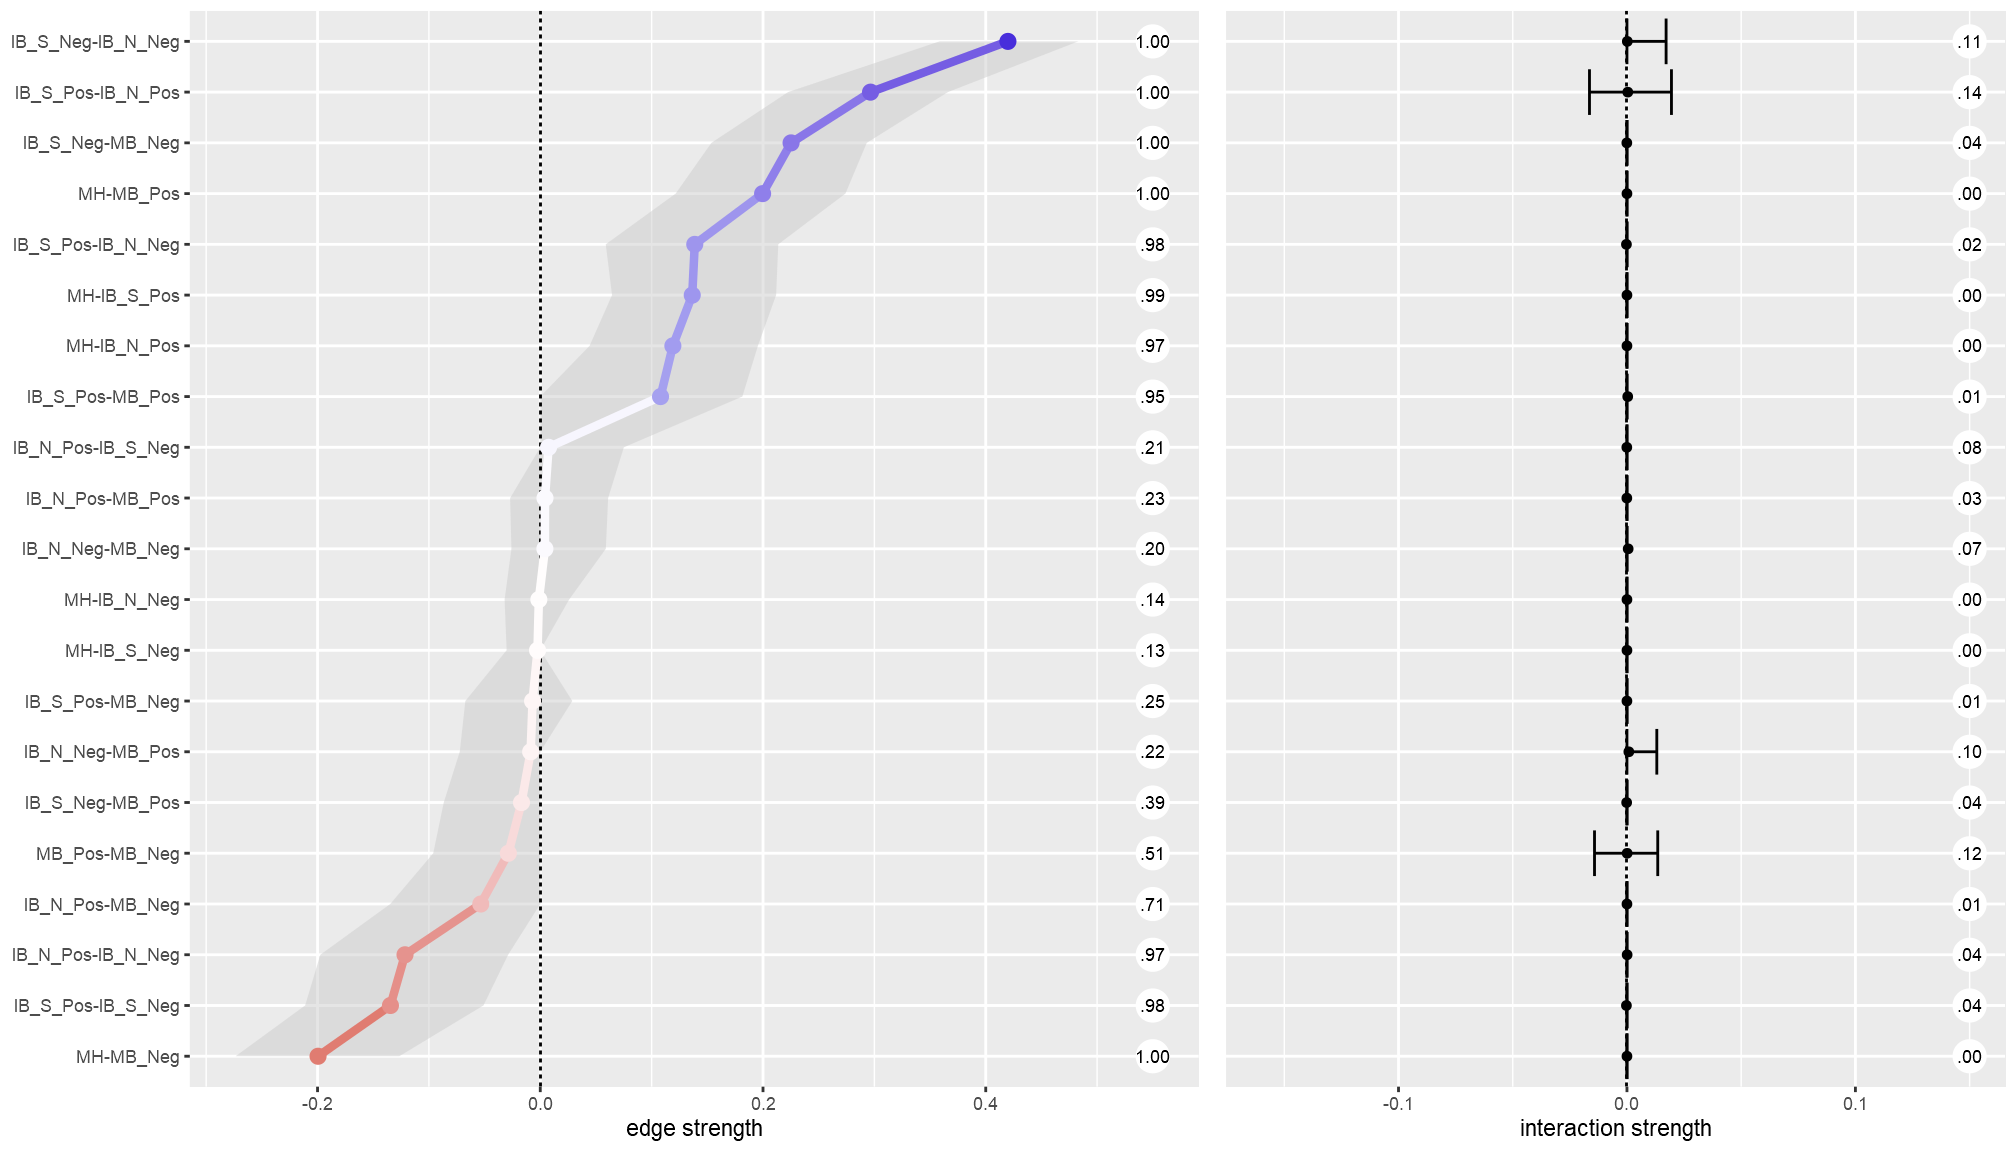 IB_S_Neg-IB_N_Neg 1.00 .11
IB_S_Pos-IB_N_Pos 1.00 .14
IB_S_Neg-MB_Neg 1.00 .04
MH-MB_Pos 1.00 .00
IB_S_Pos-IB_N_Neg .98 .02
MH-IB_S_Pos .99 .00
MH-IB_N_Pos .97 .00
IB_S_Pos-MB_Pos .95 .01
IB_N_Pos-IB_S_Neg .21 .08
IB_N_Pos-MB_Pos .23 .03
IB_N_Neg-MB_Neg .20 .07
MH-IB_N_Neg .14 .00
MH-IB_S_Neg .13 .00
IB_S_Pos-MB_Neg .25 .01
IB_N_Neg-MB_Pos .22 .10
IB_S_Neg-MB_Pos .39 .04
MB_Pos-MB_Neg .51 .12
IB_N_Pos-MB_Neg .71 .01
IB_N_Pos-IB_N_Neg .97 .04
IB_S_Pos-IB_S_Neg .98 .04
MH-MB_Neg 1.00 .00
-0.2 0.0 0.2 0.4 -0.1 0.0 0.1
edge strength interaction strength